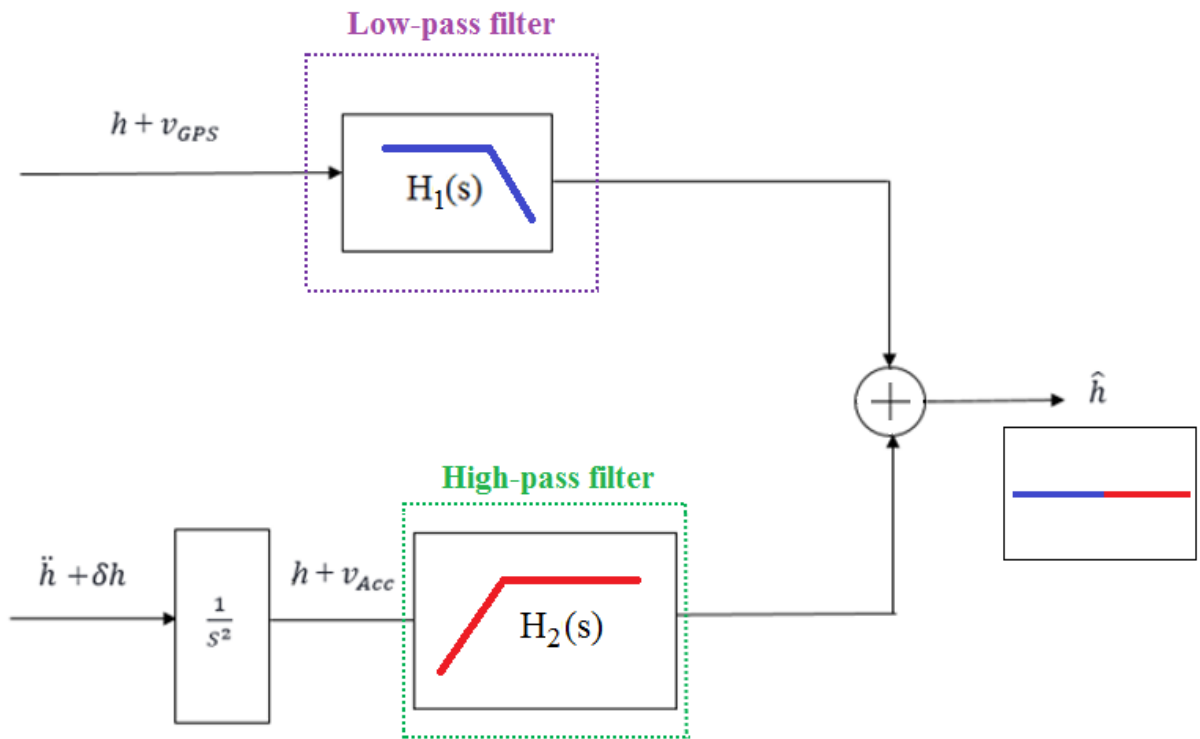 Low-pass filter
h + v_GPS
H₁(s)
ĥ
High-pass filter
ḧ + δh
1/S²
h + v_Acc
H₂(s)